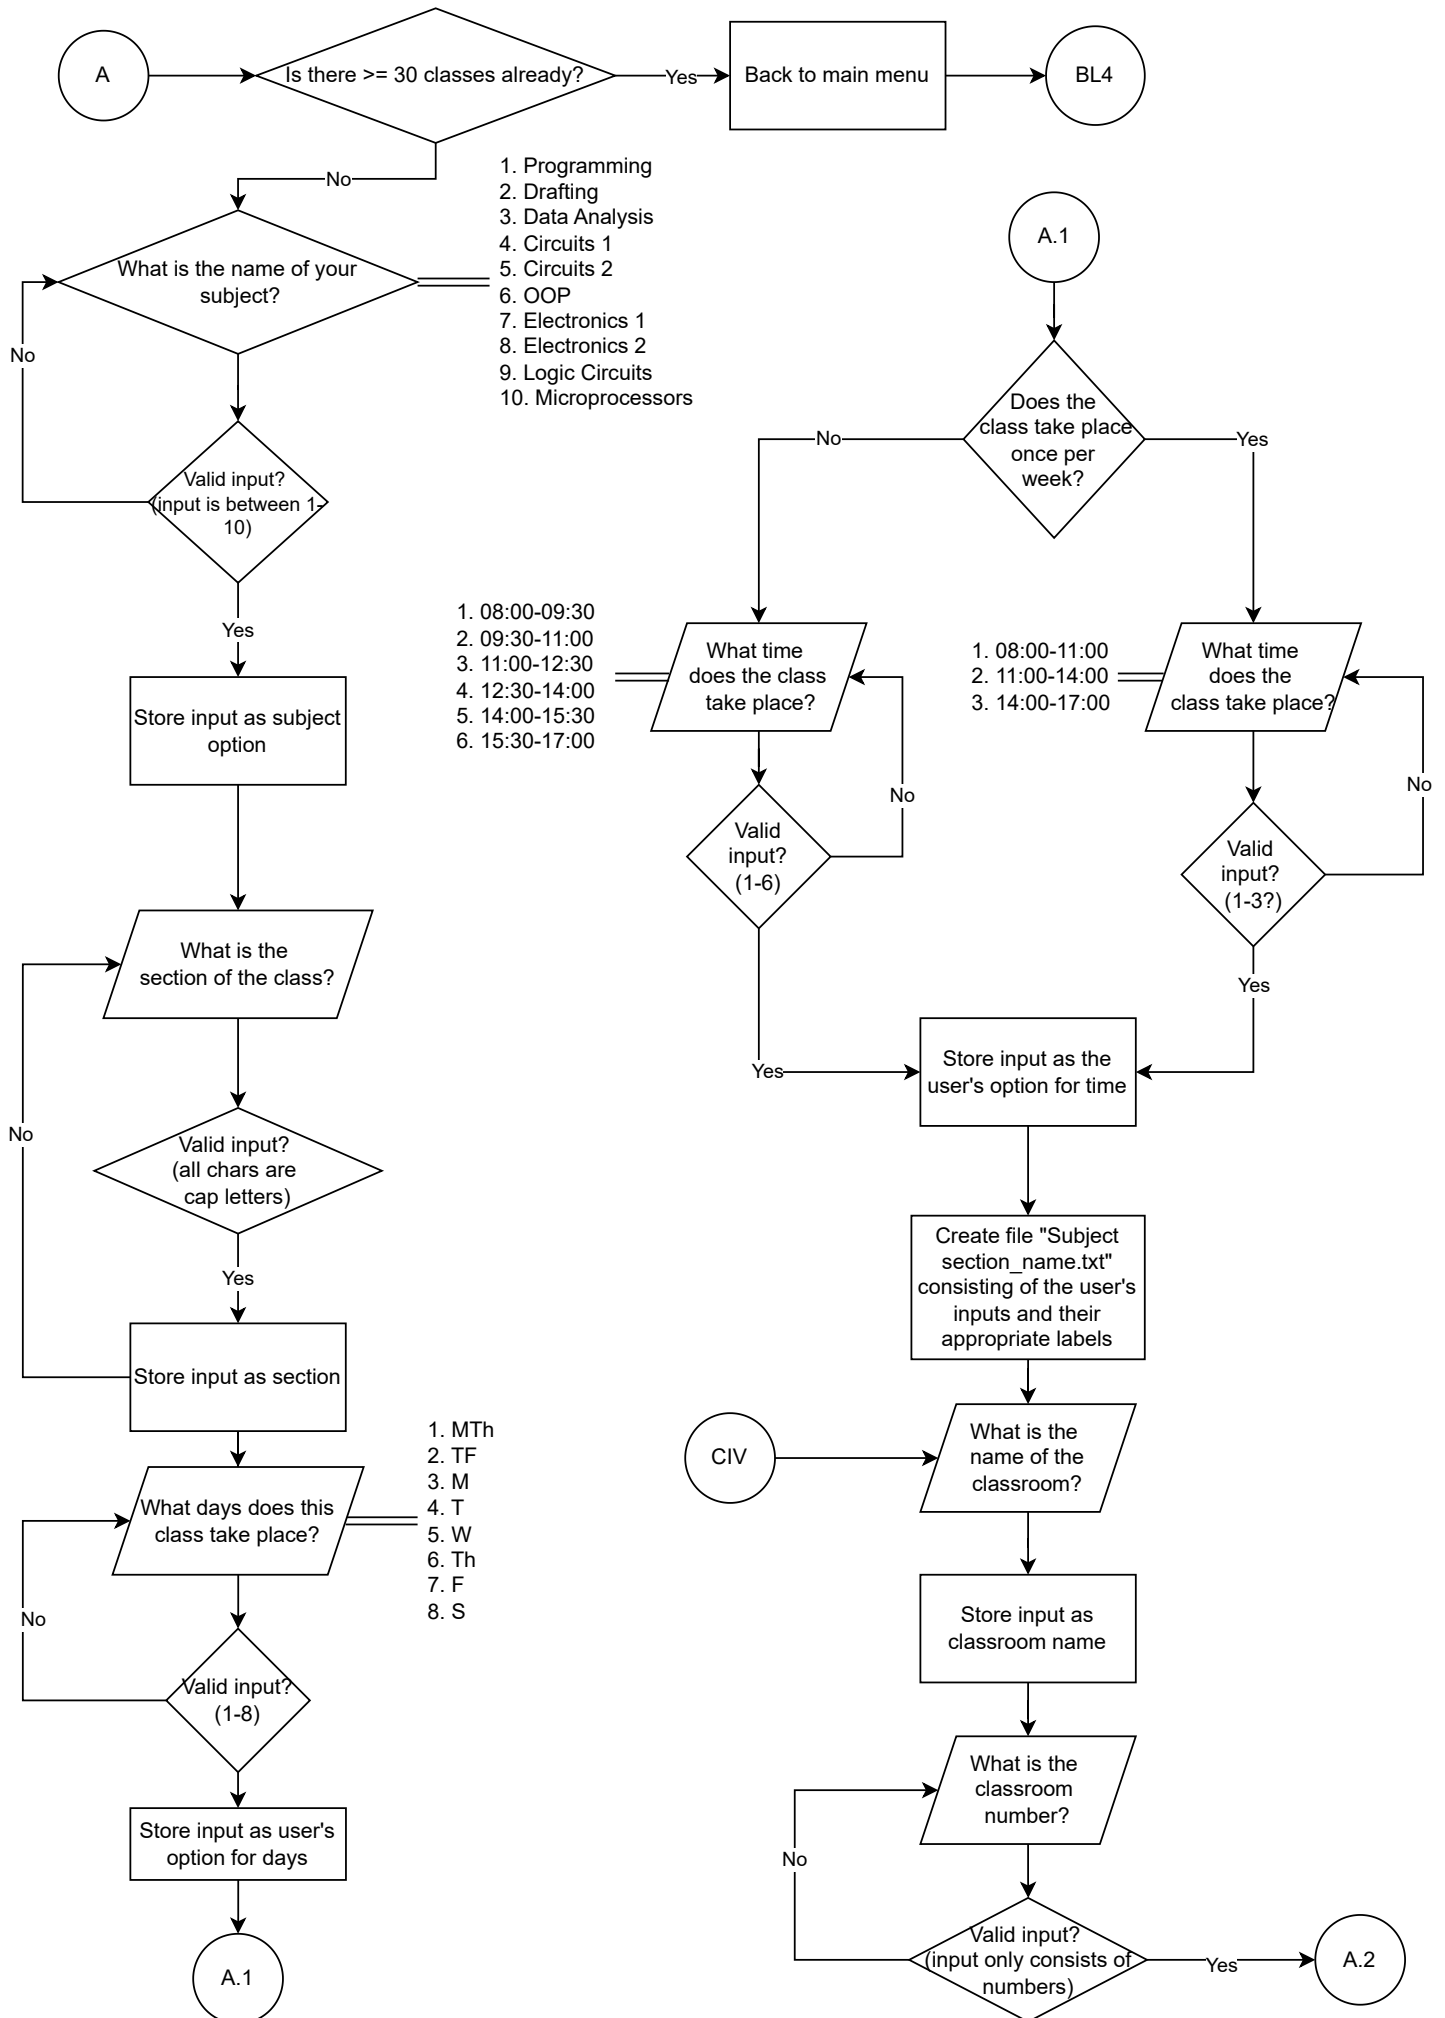 A
Is there >= 30 classes already?
Yes
Back to main menu
BL4
No
1. Programming
2. Drafting
3. Data Analysis
4. Circuits 1
5. Circuits 2
6. OOP
7. Electronics 1
8. Electronics 2
9. Logic Circuits
10. Microprocessors
What is the name of your
subject?
No
Valid input?
(input is between 1-
10)
Yes
Store input as subject
option
What is the
section of the class?
No
Valid input?
(all chars are
cap letters)
Yes
Store input as section
1. MTh
2. TF
3. M
4. T
5. W
6. Th
7. F
8. S
What days does this
class take place?
No
Valid input?
(1-8)
Store input as user's
option for days
A.1
A.1
Does the
class take place
once per
week?
No
Yes
1. 08:00-09:30
2. 09:30-11:00
3. 11:00-12:30
4. 12:30-14:00
5. 14:00-15:30
6. 15:30-17:00
What time
does the class
take place?
1. 08:00-11:00
2. 11:00-14:00
3. 14:00-17:00
What time
does the
class take place?
No
No
Valid
input?
(1-6)
Valid
input?
(1-3?)
Yes
Yes
Store input as the
user's option for time
Create file "Subject
section_name.txt"
consisting of the user's
inputs and their
appropriate labels
CIV
What is the
name of the
classroom?
Store input as
classroom name
What is the
classroom
number?
No
Valid input?
(input only consists of
numbers)
Yes
A.2